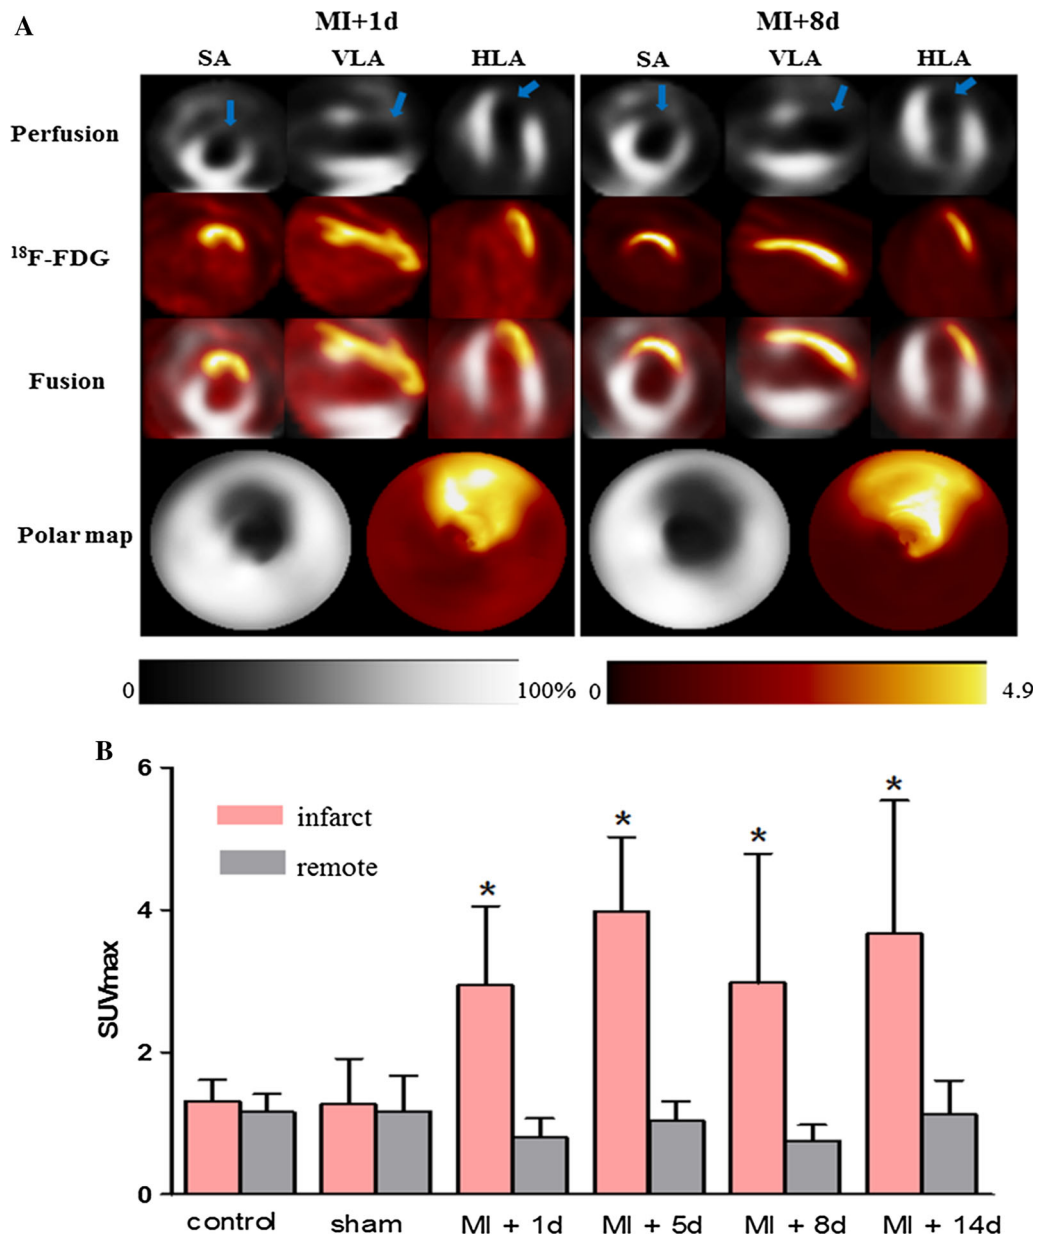 A
MI+1d MI+8d
SA VLA HLA SA VLA HLA
Perfusion
18F-FDG
Fusion
Polar map
0 100% 0 4.9
B
6
4
2
0
SUVmax
infarct
remote
* * * *
control sham MI + 1d MI + 5d MI + 8d MI + 14d